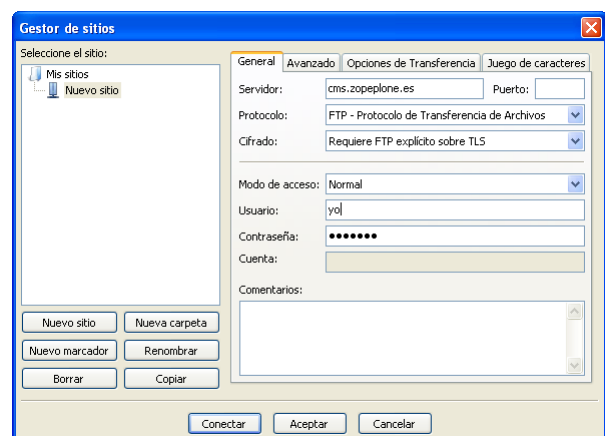 Gestor de sitios
Seleccione el sitio:
Mis sitios
Nuevo sitio
General Avanzado Opciones de Transferencia Juego de caracteres
Servidor: cms.zopeplone.es Puerto:
Protocolo: FTP - Protocolo de Transferencia de Archivos
Cifrado: Requiere FTP explícito sobre TLS
Modo de acceso: Normal
Usuario: yo
Contraseña: •••••••
Cuenta:
Comentarios:
Nuevo sitio Nueva carpeta
Nuevo marcador Renombrar
Borrar Copiar
Conectar Aceptar Cancelar